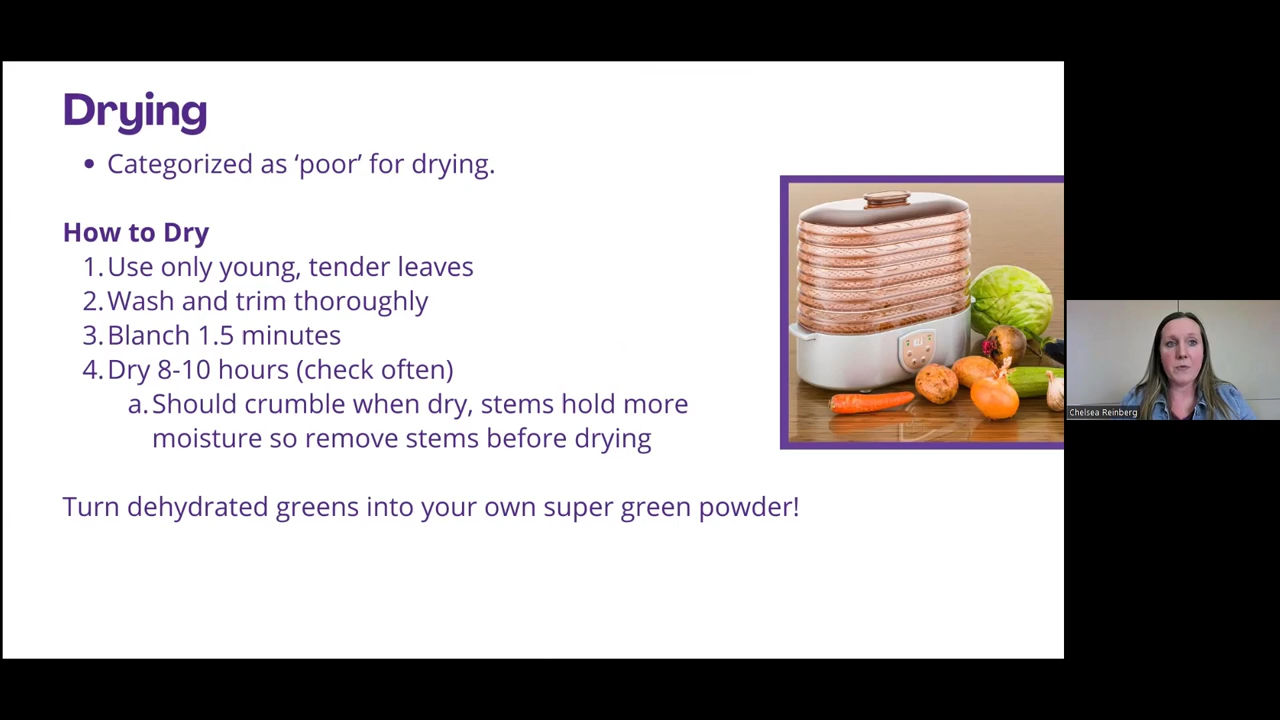 Drying
• Categorized as ‘poor’ for drying.
How to Dry
1. Use only young, tender leaves
2. Wash and trim thoroughly
3. Blanch 1.5 minutes
4. Dry 8-10 hours (check often)
a. Should crumble when dry, stems hold more
moisture so remove stems before drying
Turn dehydrated greens into your own super green powder!
Chelsea Reinberg